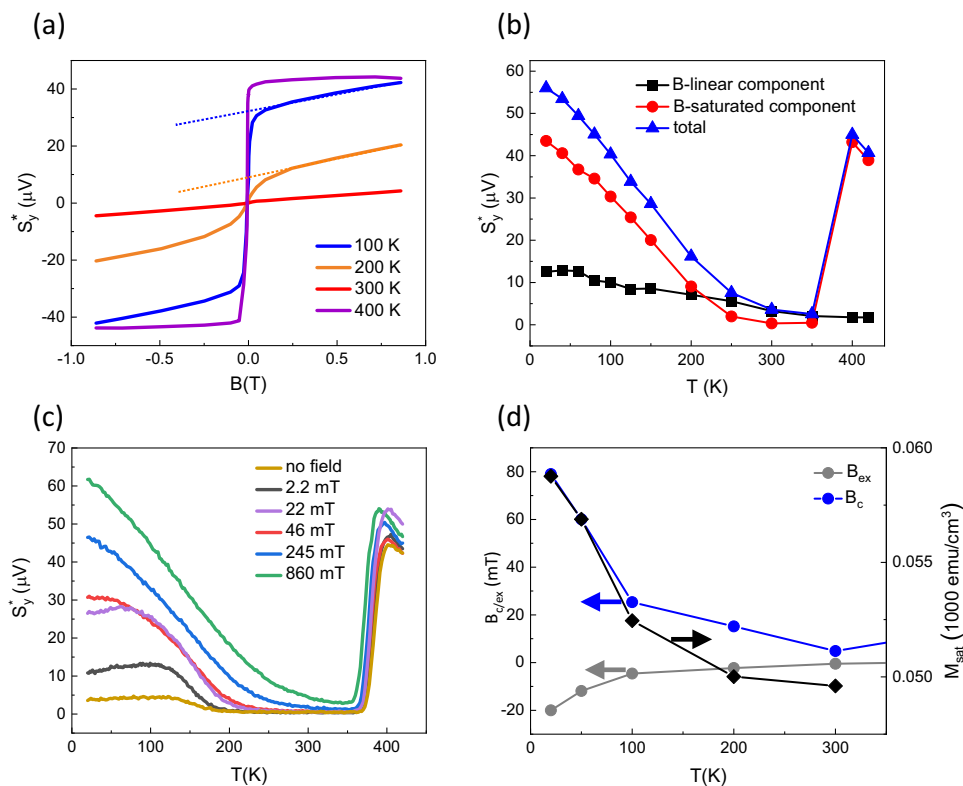 (a)
40
20
0
-20
-40
S*y (μV)
100 K
200 K
300 K
400 K
-1.0 -0.5 0.0 0.5 1.0
B(T)
(b)
60
50
40
30
20
10
0
S*y (μV)
B-linear component
B-saturated component
total
0 100 200 300 400
T (K)
(c)
70
60
50
40
30
20
10
0
S*y (μV)
no field
2.2 mT
22 mT
46 mT
245 mT
860 mT
0 100 200 300 400
T(K)
(d)
80
60
40
20
0
-20
Bc/ex (mT)
Bex
Bc
0.060
0.055
0.050
Msat (1000 emu/cm³)
0 100 200 300
T(K)